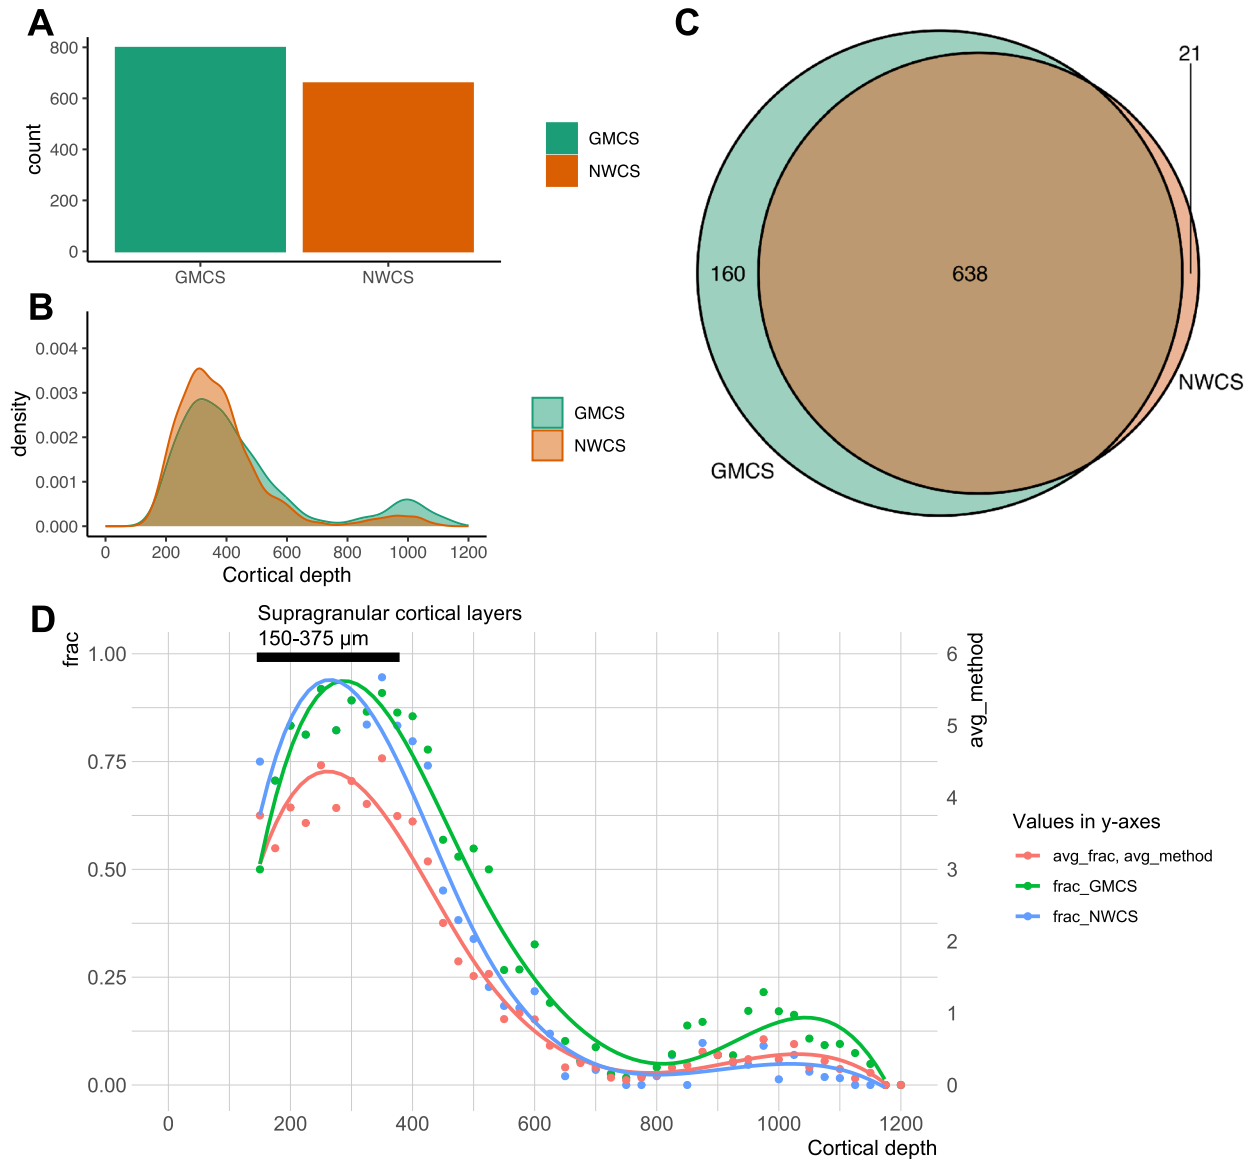 A
800
600
400
200
0
count
GMCS
NWCS
GMCS
NWCS
B
0.004
0.003
0.002
0.001
0.000
density
0 200 400 600 800 1000 1200
Cortical depth
GMCS
NWCS
C
21
160
638
NWCS
GMCS
D
Supragranular cortical layers
150-375 µm
frac
1.00
0.75
0.50
0.25
0.00
avg_method
6
5
4
3
2
1
0
0 200 400 600 800 1000 1200
Cortical depth
Values in y-axes
avg_frac, avg_method
frac_GMCS
frac_NWCS